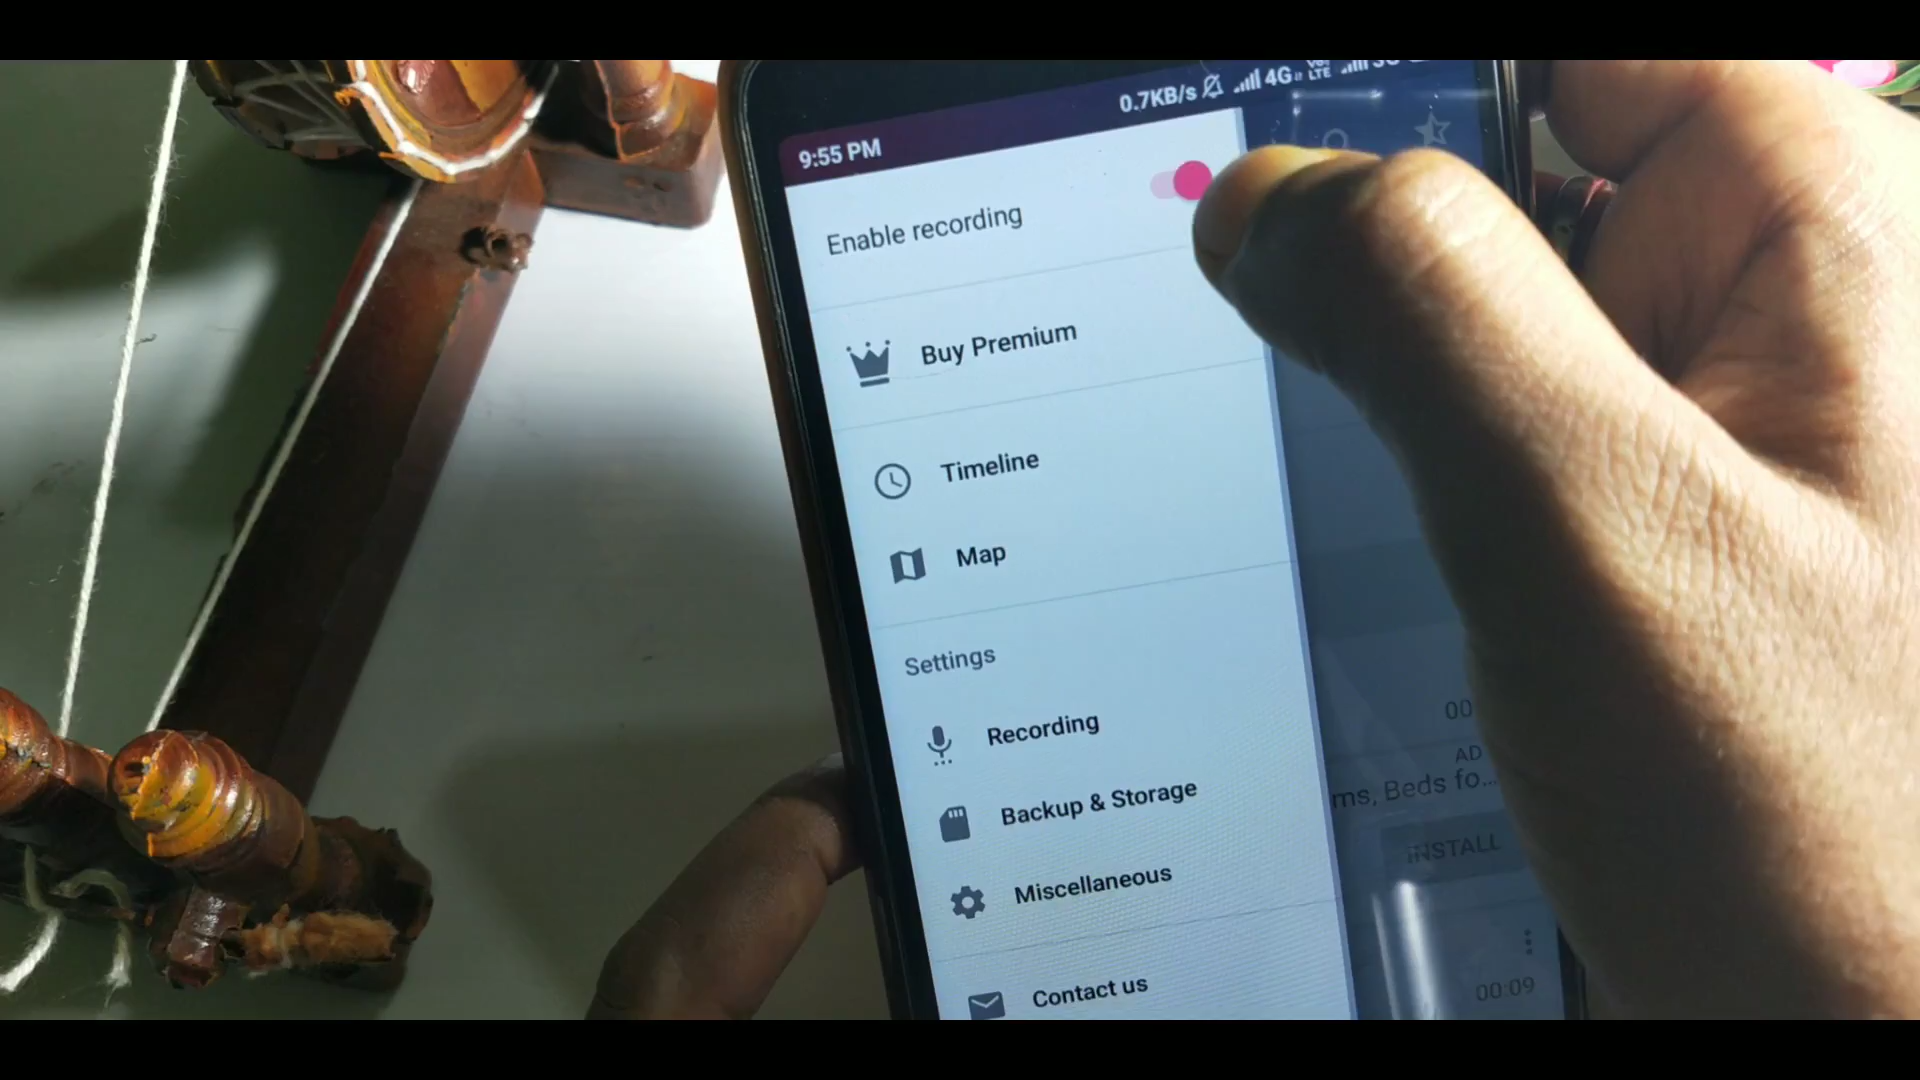 9:55 PM
0.7KB/s
4G
LTE
Enable recording
Buy Premium
Timeline
Map
Settings
Recording
Backup & Storage
Miscellaneous
Contact us
00
AD
ms, Beds fo...
INSTALL
00:09